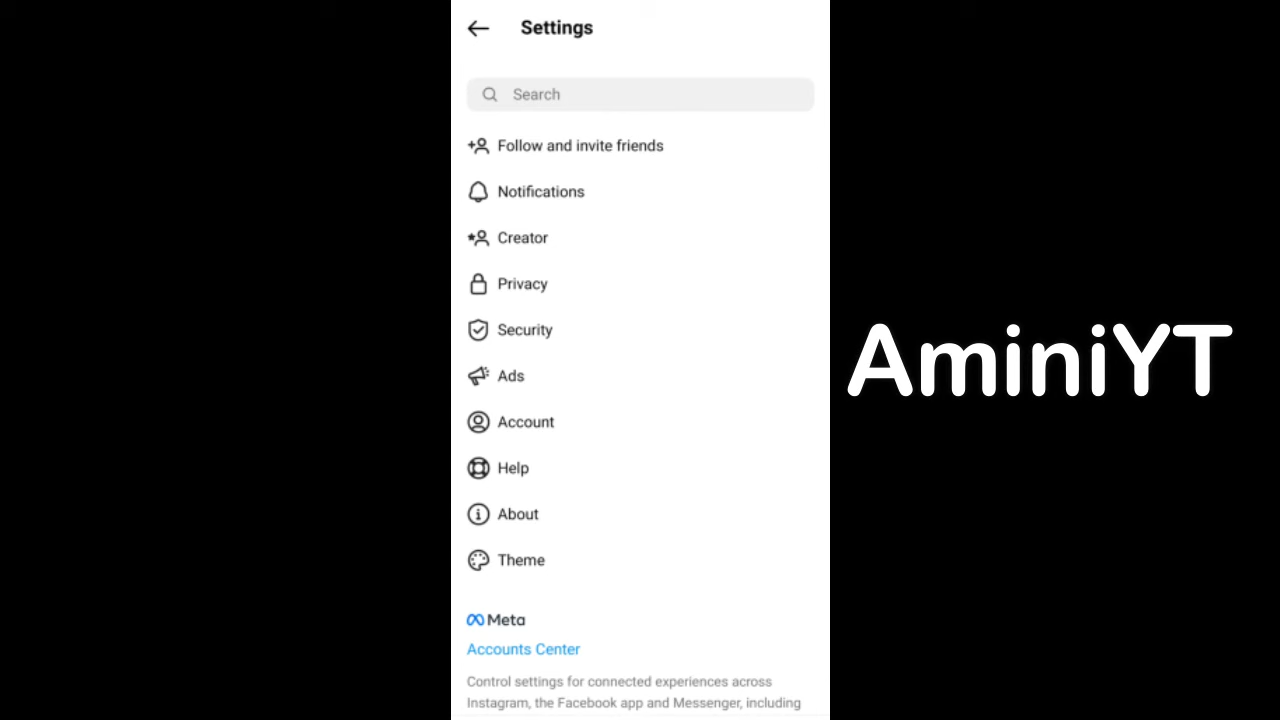 Settings
Search
Follow and invite friends
Notifications
Creator
Privacy
Security
Ads
Account
Help
About
Theme
Meta
Accounts Center
Control settings for connected experiences across
Instagram, the Facebook app and Messenger, including
AminiYT